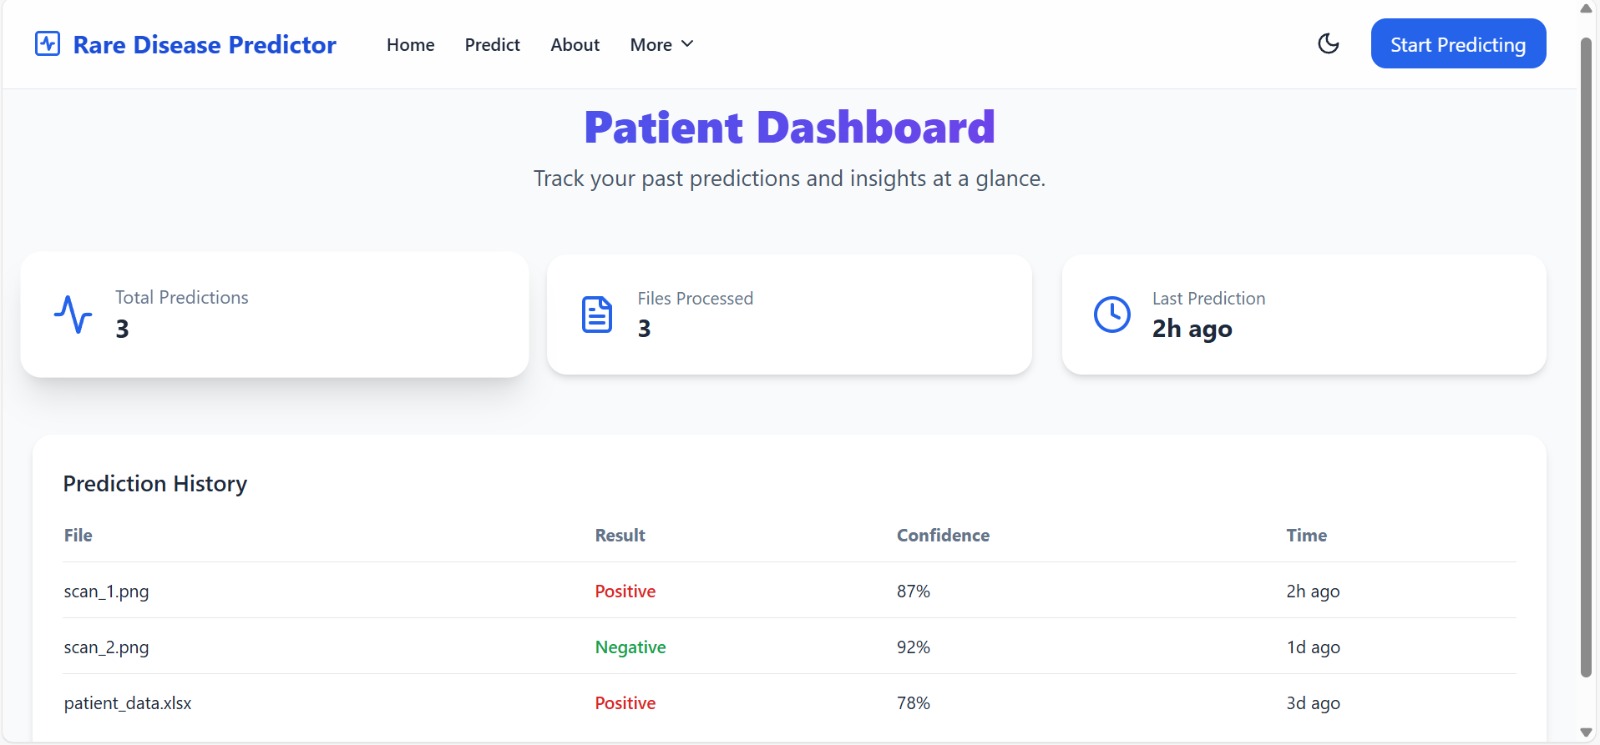 Rare Disease Predictor Home Predict About More Start Predicting
Patient Dashboard
Track your past predictions and insights at a glance.
Total Predictions
3
Files Processed
3
Last Prediction
2h ago
Prediction History
File Result Confidence Time
scan_1.png Positive 87% 2h ago
scan_2.png Negative 92% 1d ago
patient_data.xlsx Positive 78% 3d ago